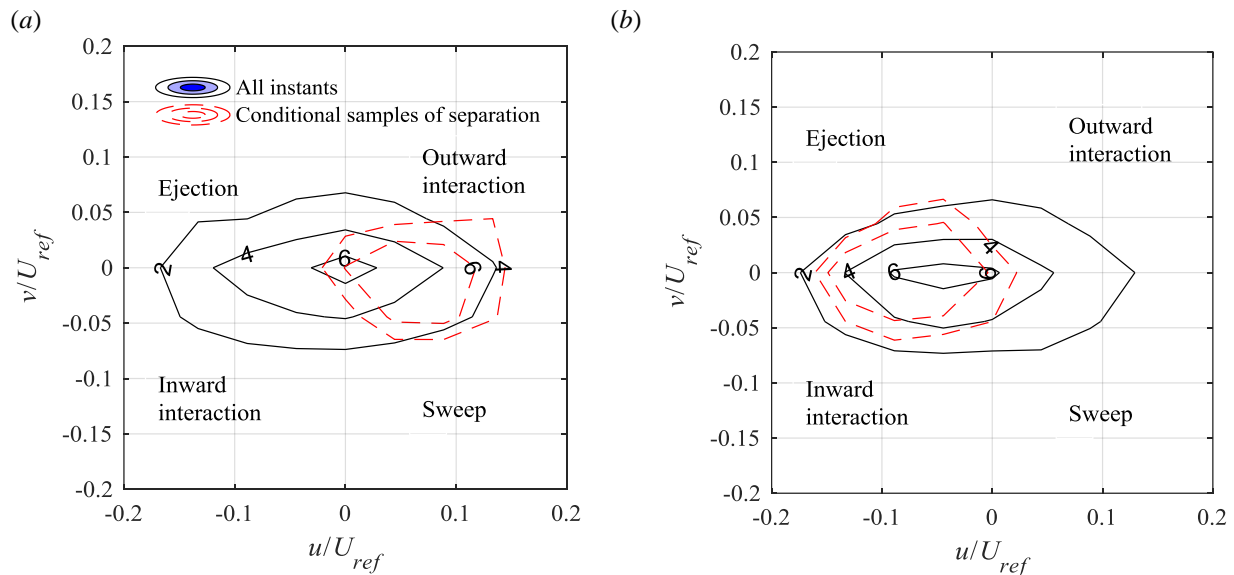 (a)
0.2
0.15
0.1
0.05
0
-0.05
-0.1
-0.15
-0.2
-0.2
-0.1
0
0.1
0.2
v/U_ref
u/U_ref
All instants
Conditional samples of separation
Ejection
Outward
interaction
Inward
interaction
Sweep
2
4
6
6
4
(b)
0.2
0.15
0.1
0.05
0
-0.05
-0.1
-0.15
-0.2
-0.2
-0.1
0
0.1
0.2
v/U_ref
u/U_ref
Ejection
Outward
interaction
Inward
interaction
Sweep
2
4
6
6
4